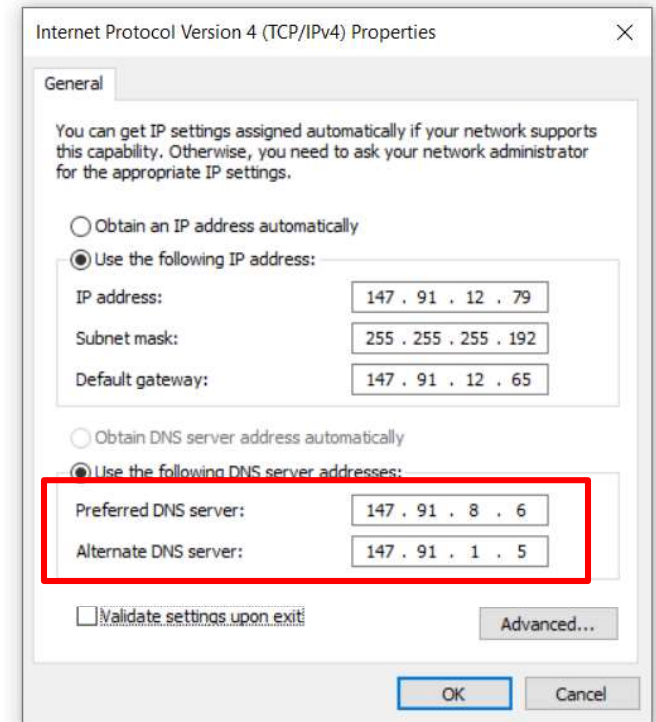 Internet Protocol Version 4 (TCP/IPv4) Properties
General
You can get IP settings assigned automatically if your network supports
this capability. Otherwise, you need to ask your network administrator
for the appropriate IP settings.
Obtain an IP address automatically
Use the following IP address:
IP address: 147 . 91 . 12 . 79
Subnet mask: 255 . 255 . 255 . 192
Default gateway: 147 . 91 . 12 . 65
Obtain DNS server address automatically
Use the following DNS server addresses:
Preferred DNS server: 147 . 91 . 8 . 6
Alternate DNS server: 147 . 91 . 1 . 5
Validate settings upon exit
Advanced...
OK Cancel